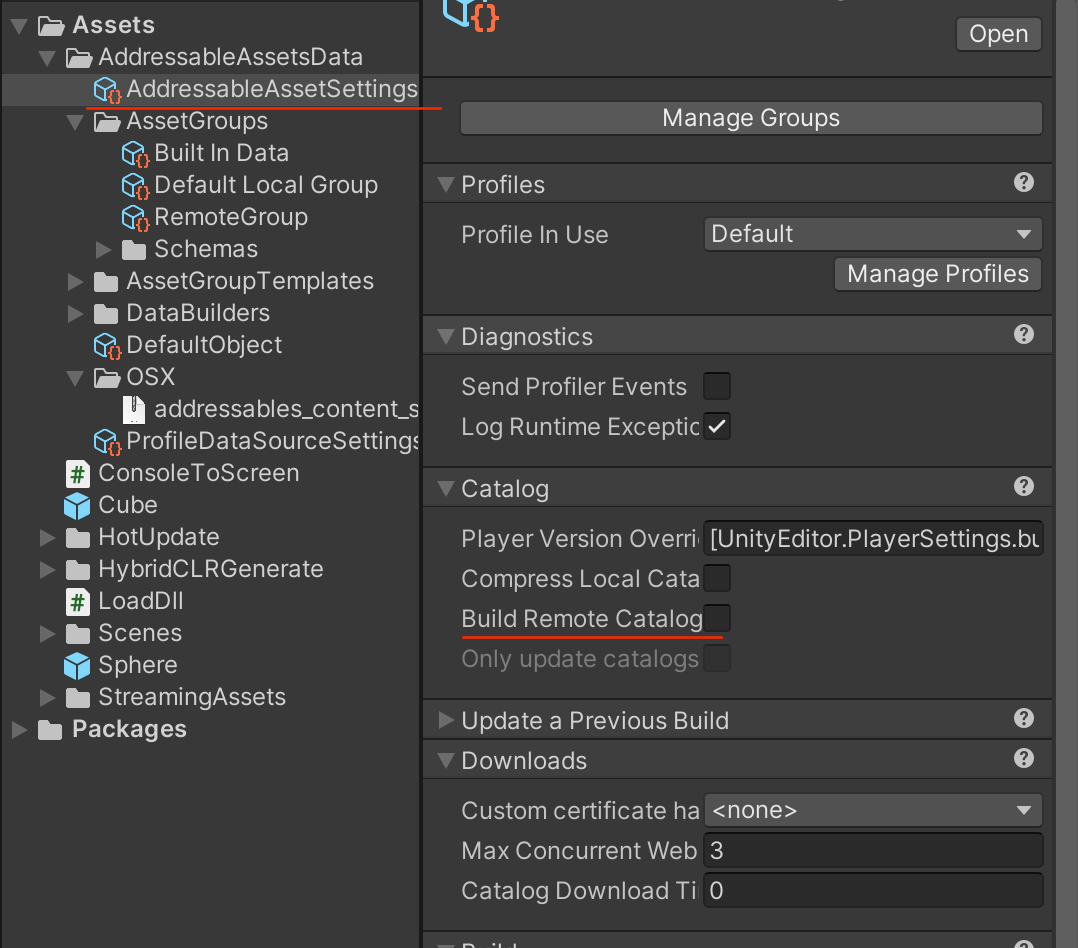 Assets
AddressableAssetsData
AddressableAssetSettings
AssetGroups
Built In Data
Default Local Group
RemoteGroup
Schemas
AssetGroupTemplates
DataBuilders
DefaultObject
OSX
addressables_content_s
ProfileDataSourceSettings
ConsoleToScreen
Cube
HotUpdate
HybridCLRGenerate
LoadDll
Scenes
Sphere
StreamingAssets
Packages
Open
Manage Groups
Profiles
Profile In Use Default
Manage Profiles
Diagnostics
Send Profiler Events
Log Runtime Exceptic
Catalog
Player Version Overri [UnityEditor.PlayerSettings.bu
Compress Local Cata
Build Remote Catalog
Only update catalogs
Update a Previous Build
Downloads
Custom certificate ha <none>
Max Concurrent Web 3
Catalog Download Ti 0